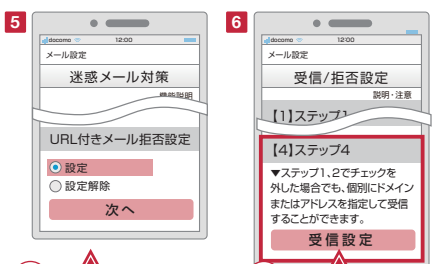 5
docomo 12:00
メール設定
迷惑メール対策
機能説明
URL付きメール拒否設定
設定
設定解除
次へ
6
docomo 12:00
メール設定
受信/拒否設定
説明・注意
【1】ステップ1
【4】ステップ4
▼ステップ1、2でチェックを
外した場合でも、個別にドメイン
またはアドレスを指定して受信
することができます。
受信設定